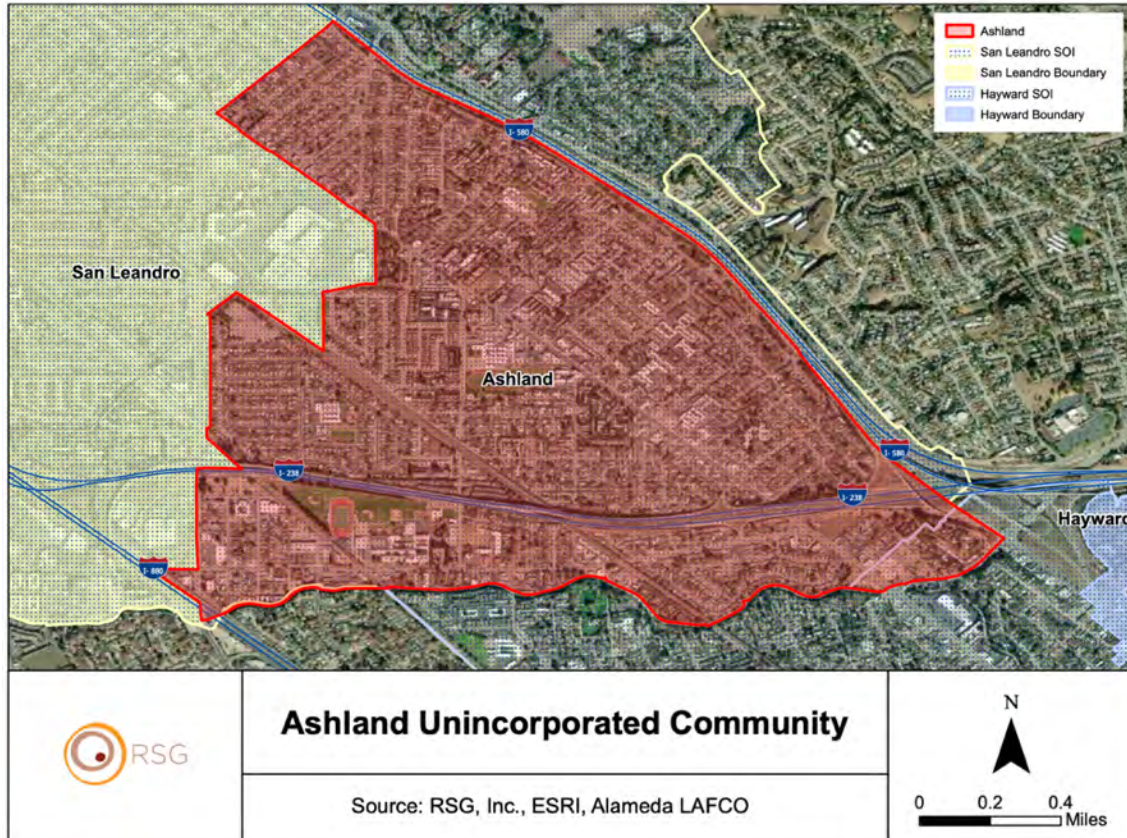 Ashland
San Leandro SOI
San Leandro Boundary
Hayward SOI
Hayward Boundary
I- 580
San Leandro
Ashland
I- 580
I- 238
I- 238
Hayward
I- 880
RSG
Ashland Unincorporated Community
Source: RSG, Inc., ESRI, Alameda LAFCO
N
0 0.2 0.4
Miles